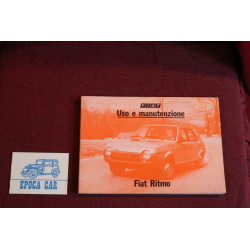 FIAT
Uso e manutenzione
Fiat Ritmo
EPOCA CAR